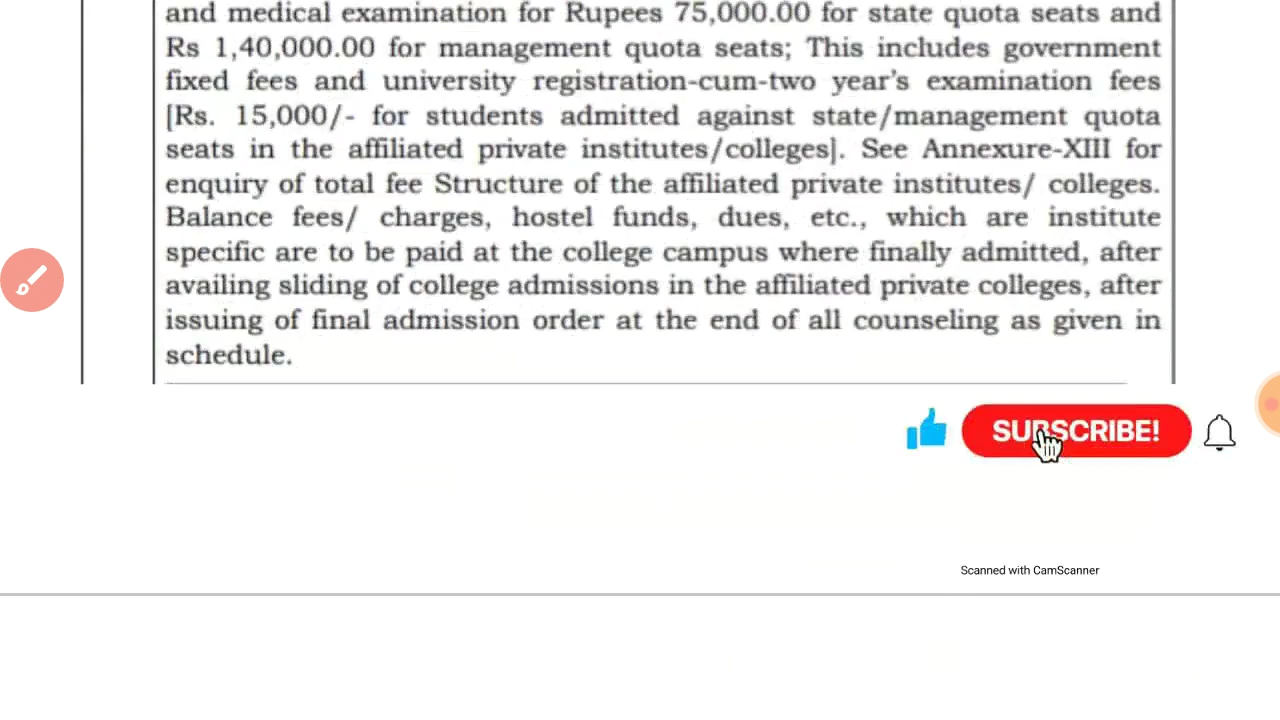 and medical examination for Rupees 75,000.00 for state quota seats and
Rs 1,40,000.00 for management quota seats; This includes government
fixed fees and university registration-cum-two year's examination fees
[Rs. 15,000/- for students admitted against state/management quota
seats in the affiliated private institutes/colleges]. See Annexure-XIII for
enquiry of total fee Structure of the affiliated private institutes/ colleges.
Balance fees/ charges, hostel funds, dues, etc., which are institute
specific are to be paid at the college campus where finally admitted, after
availing sliding of college admissions in the affiliated private colleges, after
issuing of final admission order at the end of all counseling as given in
schedule.
SUBSCRIBE!
Scanned with CamScanner